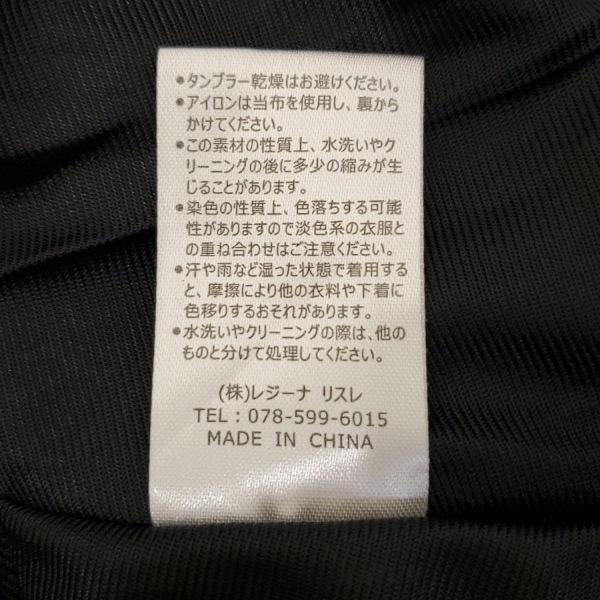 ●タンブラー乾燥はお避けください。
●アイロンは当布を使用し、裏から
かけてください。
●この素材の性質上、水洗いやク
リーニングの後に多少の縮みが生
じることがあります。
●染色の性質上、色落ちする可能
性がありますので淡色系の衣服と
の重ね合わせはご注意ください。
●汗や雨など湿った状態で着用する
と、摩擦により他の衣料や下着に
色移りするおそれがあります。
●水洗いやクリーニングの際は、他の
ものと分けて処理してください。
(株)レジーナ リスレ
TEL：078-599-6015
MADE IN CHINA